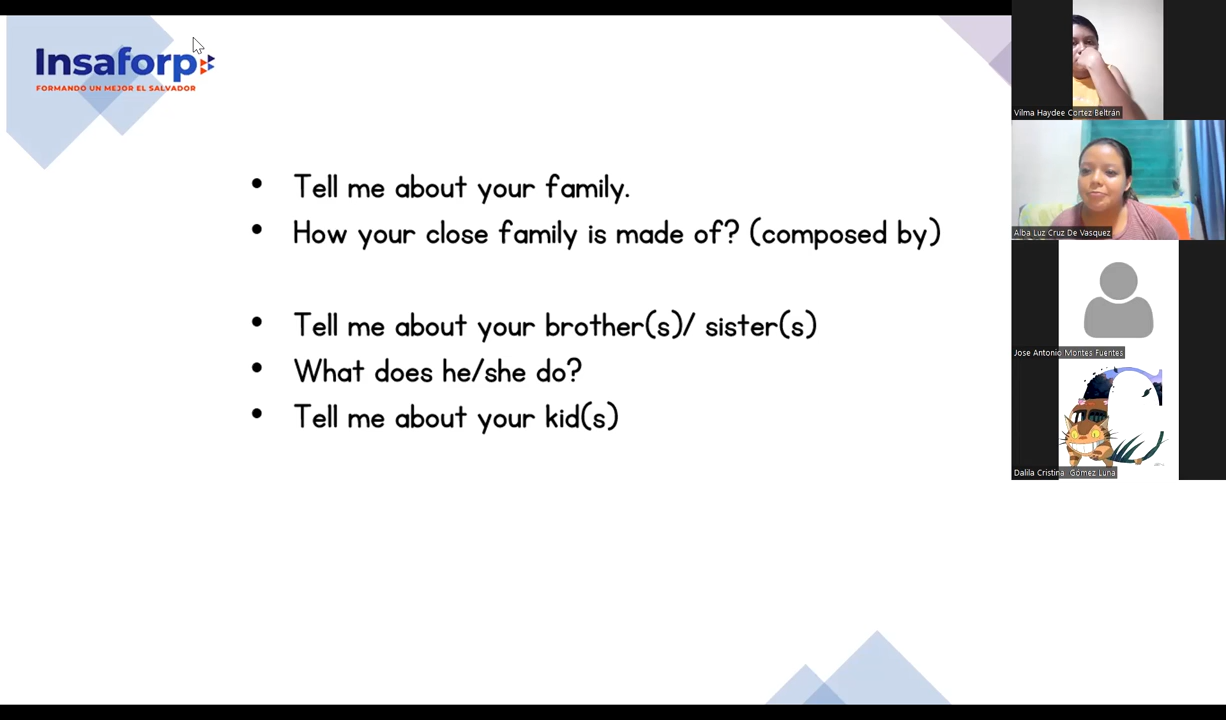 Insaforp
FORMANDO UN MEJOR EL SALVADOR
• Tell me about your family.
• How your close family is made of? (composed by)
• Tell me about your brother(s)/ sister(s)
• What does he/she do?
• Tell me about your kid(s)
Vilma Haydee Cortez Beltrán
Alba Luz Cruz De Vasquez
Jose Antonio Montes Fuentes
Dalila Cristina Gómez Luna